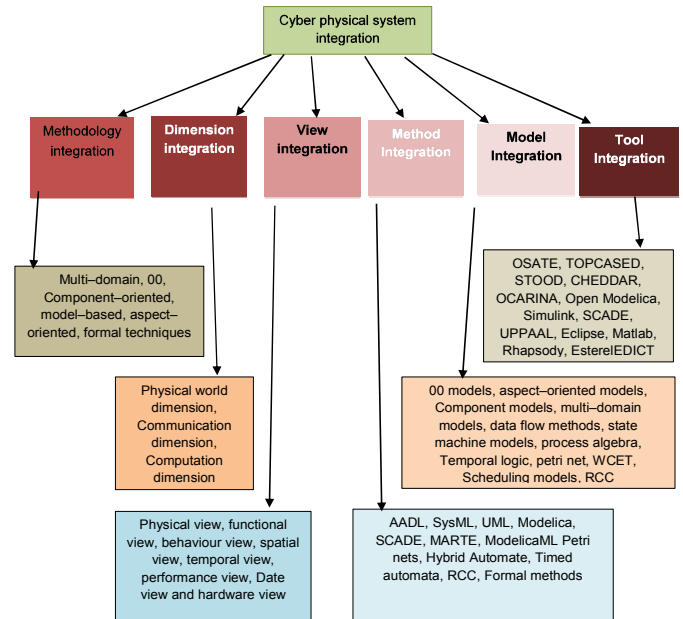 Cyber physical system
integration
Methodology
integration
Dimension
integration
View
integration
Method
Integration
Model
Integration
Tool
Integration
Multi–domain, 00,
Component–oriented,
model–based, aspect–
oriented, formal techniques
OSATE, TOPCASED,
STOOD, CHEDDAR,
OCARINA, Open Modelica,
Simulink, SCADE,
UPPAAL, Eclipse, Matlab,
Rhapsody, EsterelEDICT
Physical world
dimension,
Communication
dimension,
Computation
dimension
00 models, aspect–oriented models,
Component models, multi–domain
models, data flow methods, state
machine models, process algebra,
Temporal logic, petri net, WCET,
Scheduling models, RCC
Physical view, functional
view, behaviour view, spatial
view, temporal view,
performance view, Date
view and hardware view
AADL, SysML, UML, Modelica,
SCADE, MARTE, ModelicaML Petri
nets, Hybrid Automate, Timed
automata, RCC, Formal methods